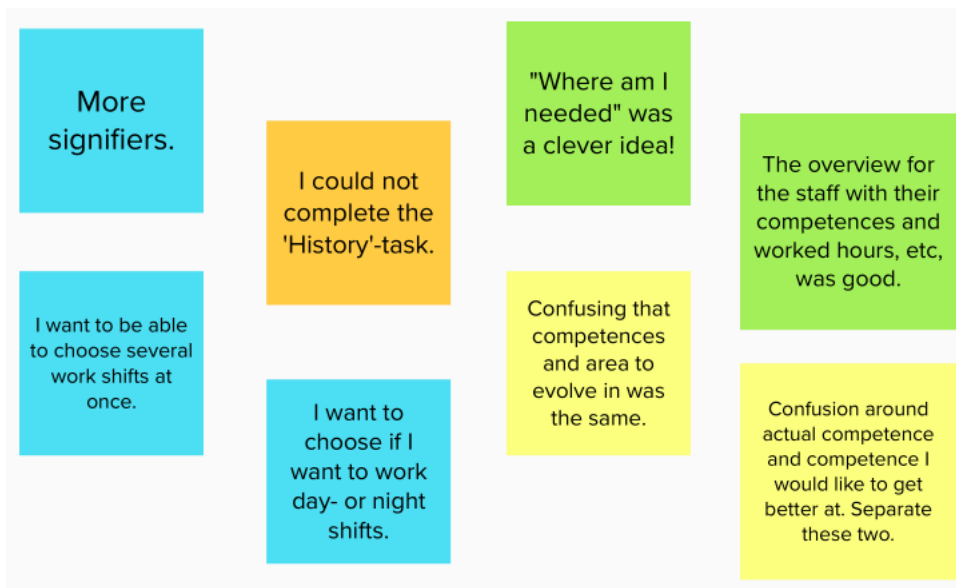 More
signifiers.
I could not
complete the
'History'-task.
"Where am I
needed" was
a clever idea!
The overview for
the staff with their
competences and
worked hours, etc,
was good.
I want to be able
to choose several
work shifts at
once.
I want to
choose if I
want to work
day- or night
shifts.
Confusing that
competences
and area to
evolve in was
the same.
Confusion around
actual competence
and competence I
would like to get
better at. Separate
these two.